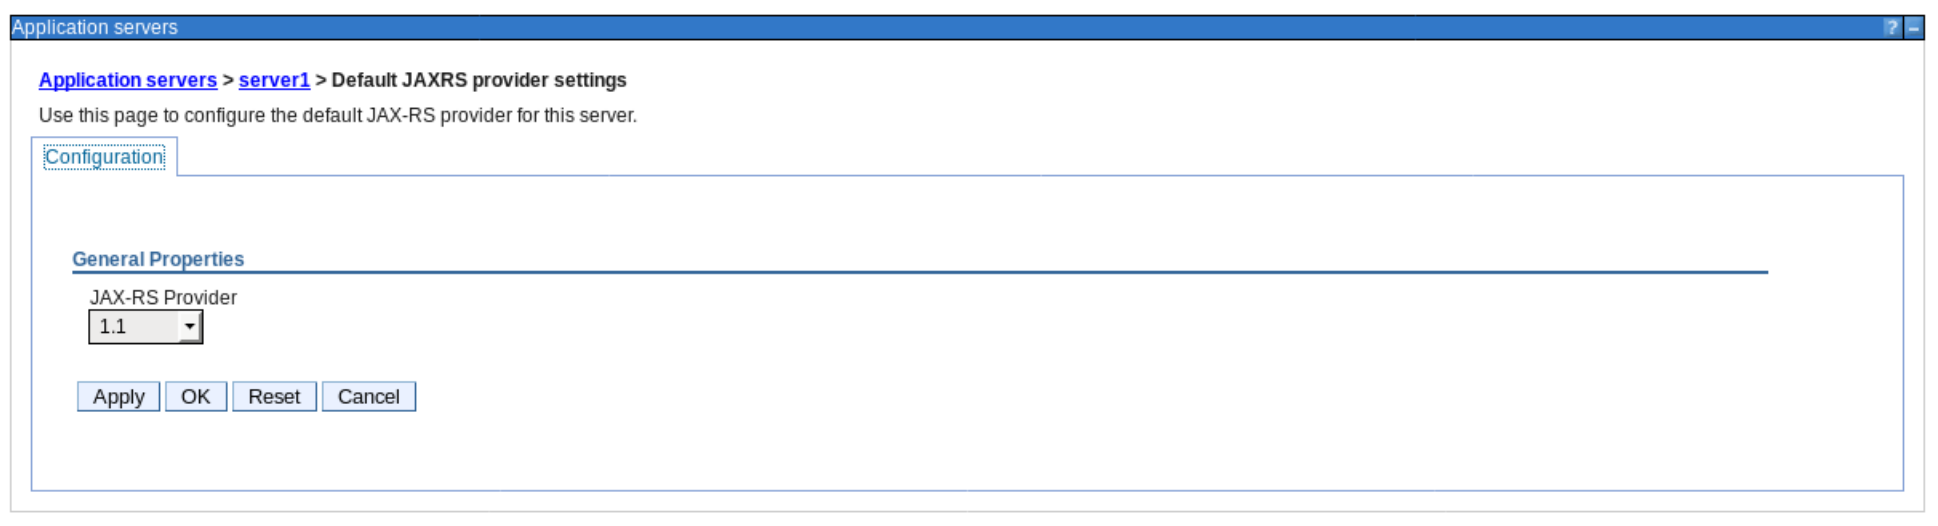 Application servers ? –
Application servers > server1 > Default JAXRS provider settings
Use this page to configure the default JAX-RS provider for this server.
Configuration
General Properties
JAX-RS Provider
1.1
Apply OK Reset Cancel